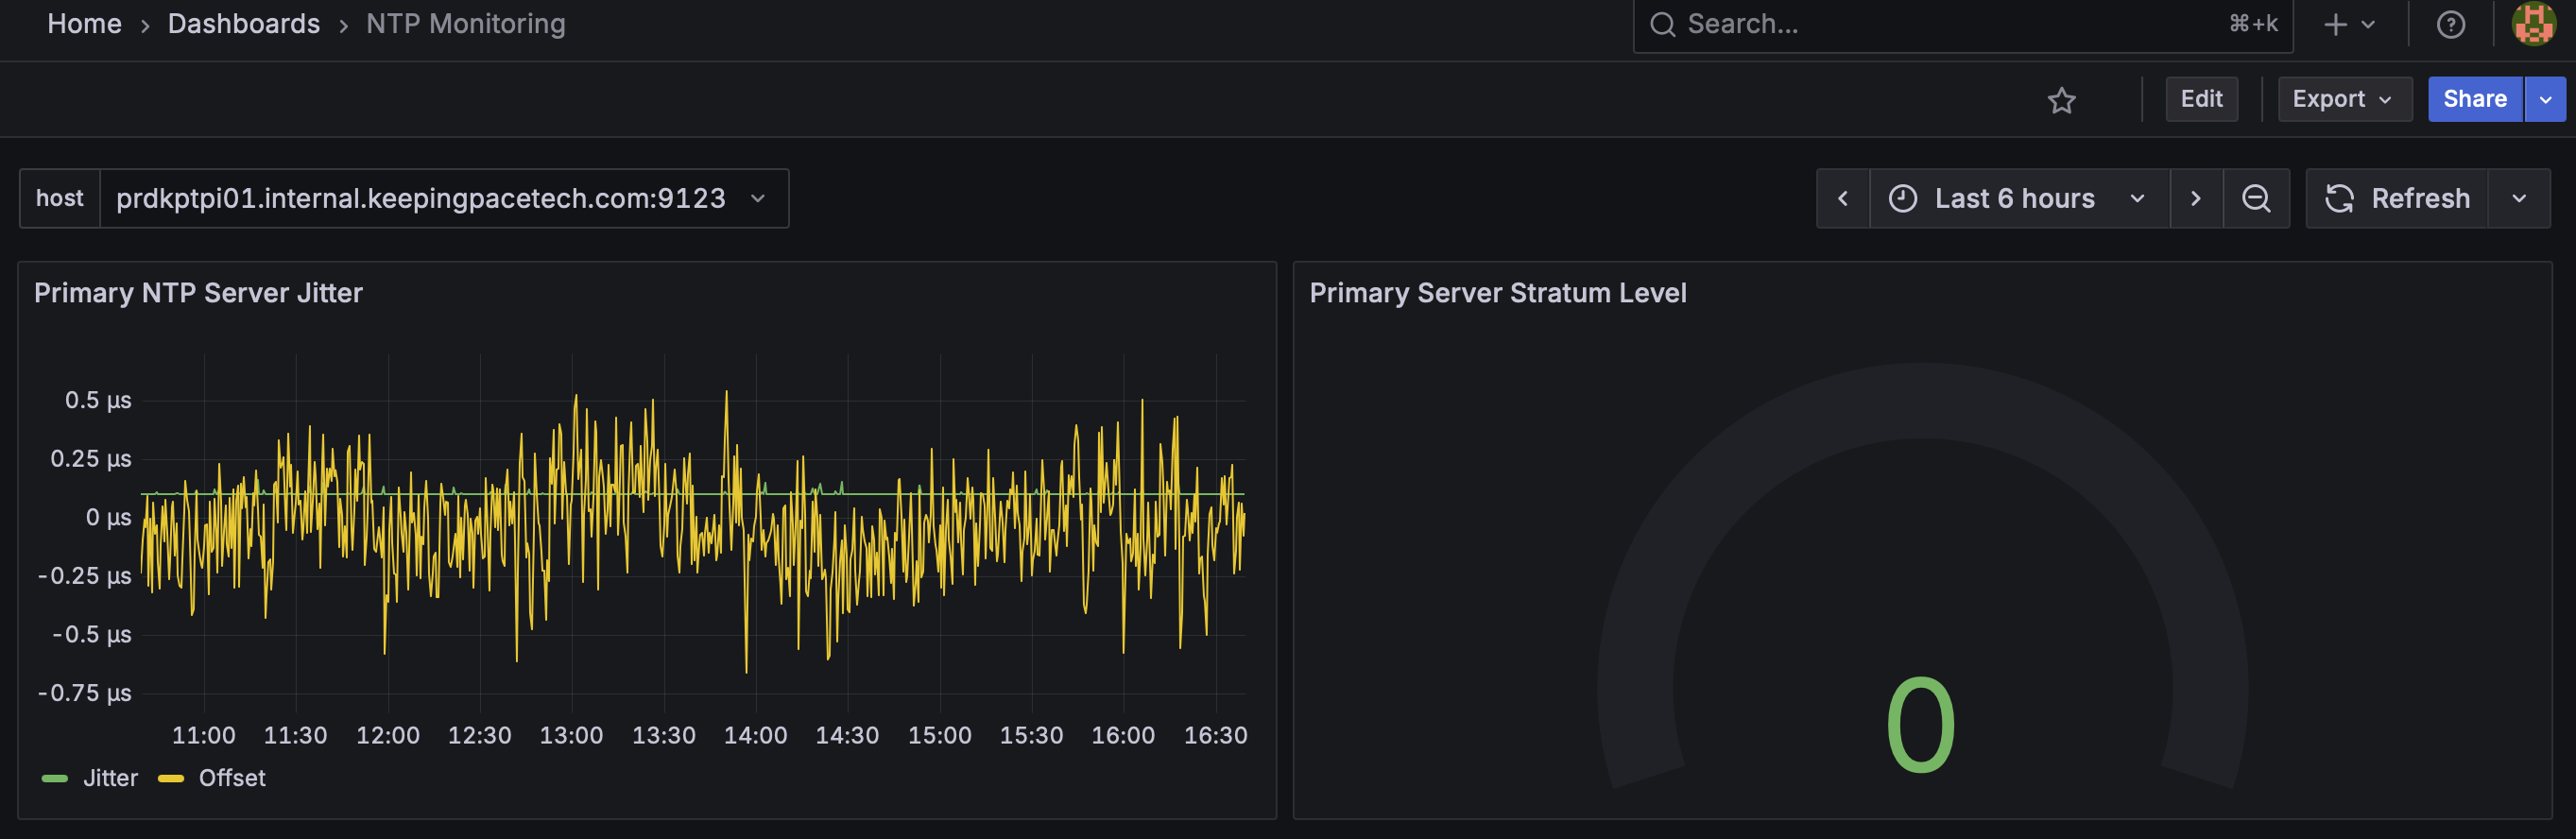 Home › Dashboards › NTP Monitoring
Search... ⌘+k
Edit Export Share
host prdkptpi01.internal.keepingpacetech.com:9123
Last 6 hours Refresh
Primary NTP Server Jitter
0.5 µs
0.25 µs
0 µs
-0.25 µs
-0.5 µs
-0.75 µs
11:00 11:30 12:00 12:30 13:00 13:30 14:00 14:30 15:00 15:30 16:00 16:30
Jitter Offset
Primary Server Stratum Level
0